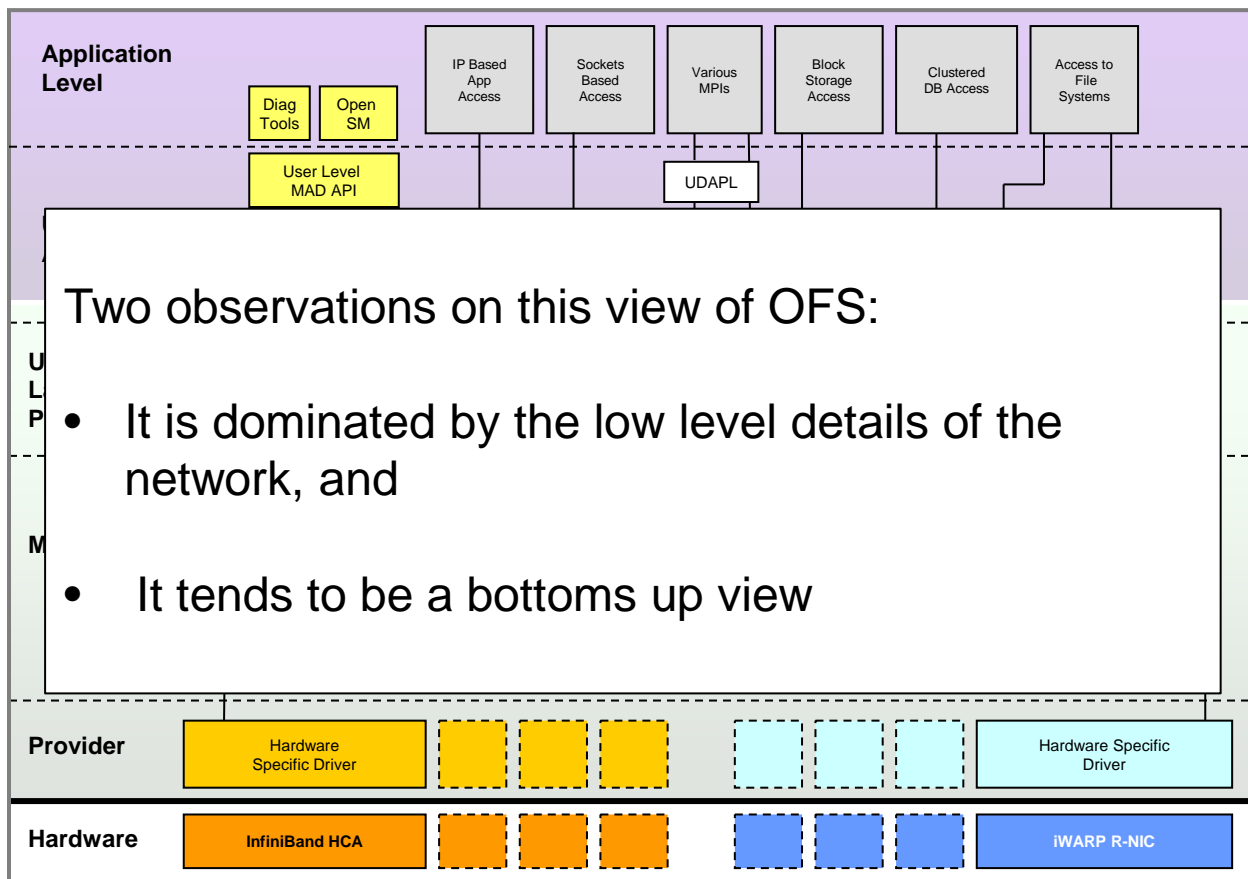 Application
Level
IP Based
App
Access
Sockets
Based
Access
Various
MPIs
Block
Storage
Access
Clustered
DB Access
Access to
File
Systems
Diag
Tools
Open
SM
User Level
MAD API
UDAPL
Two observations on this view of OFS:
• It is dominated by the low level details of the
network, and
• It tends to be a bottoms up view
Provider
Hardware
Specific Driver
Hardware Specific
Driver
Hardware
InfiniBand HCA
iWARP R-NIC